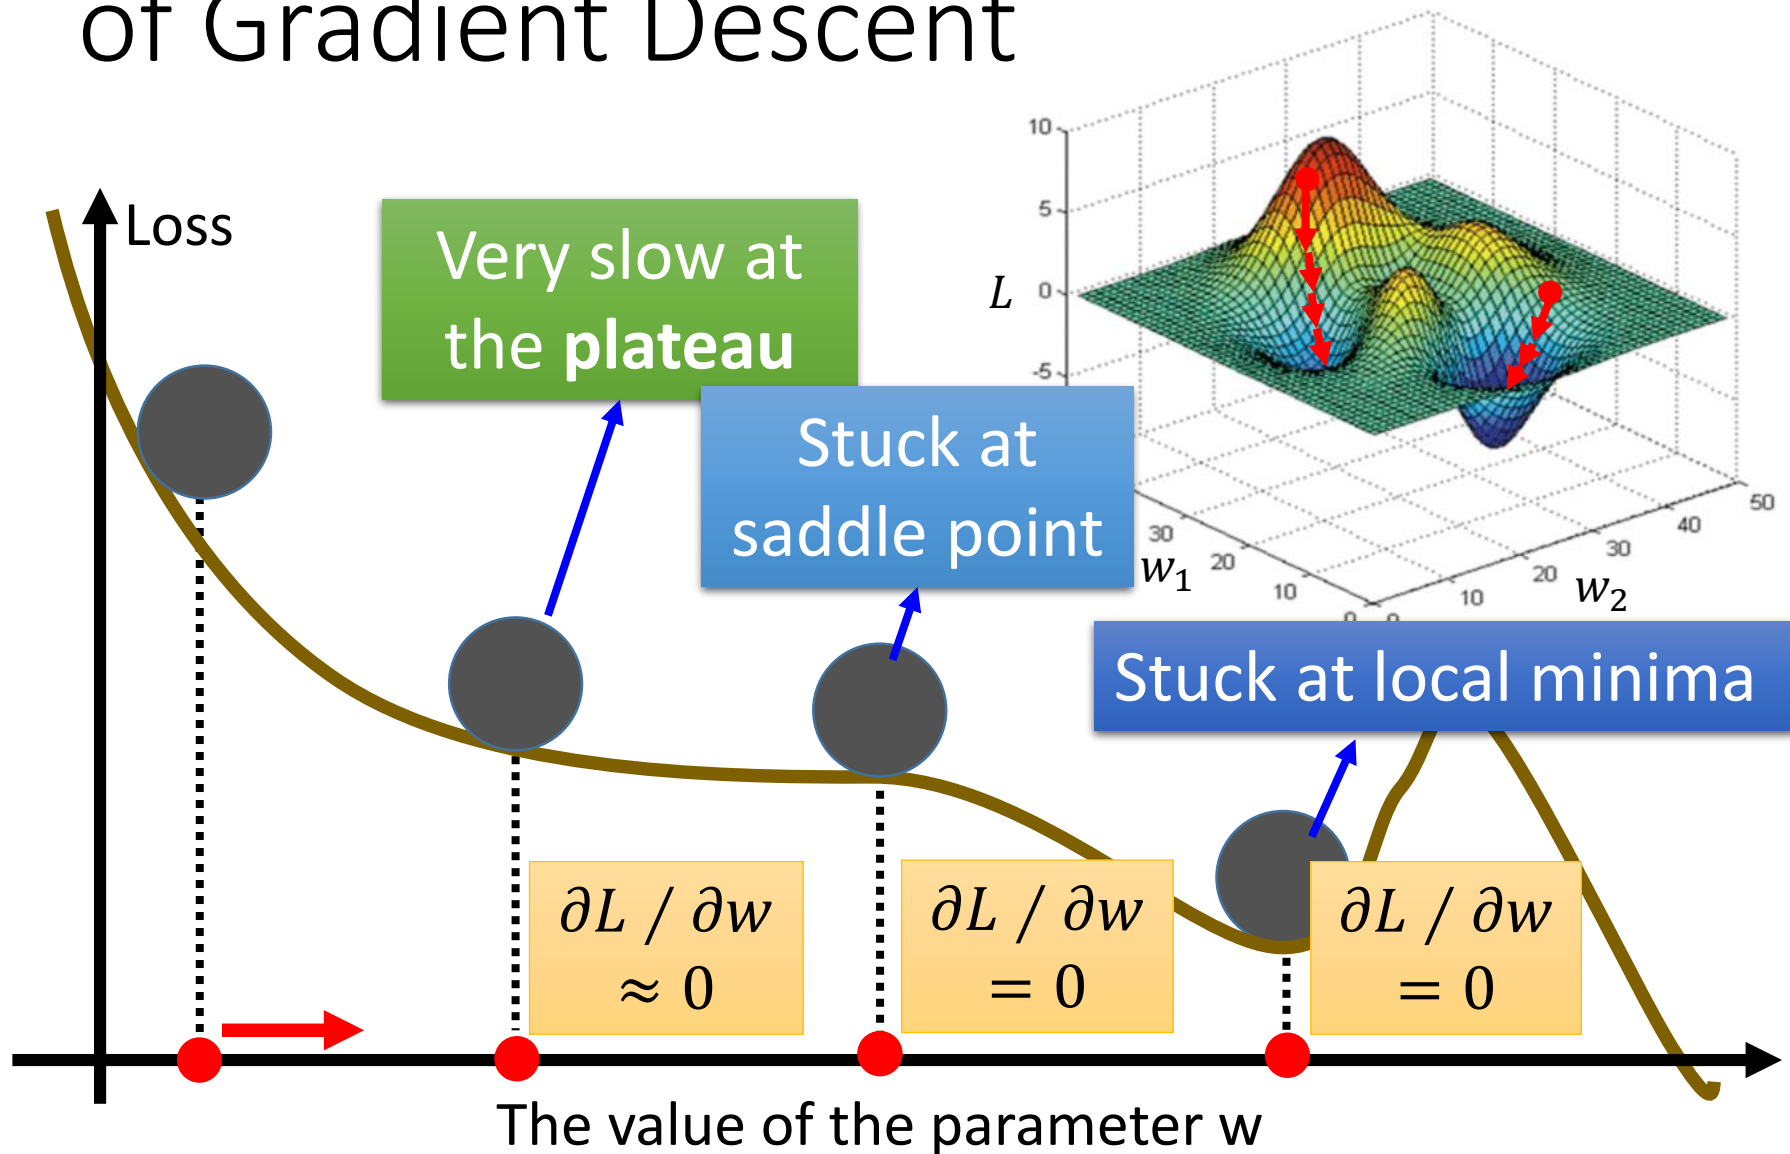 of Gradient Descent
Loss
Very slow at
the plateau
Stuck at
saddle point
Stuck at local minima
10
5
L
0
-5
50
40
30
20
10
0
w₂
30
20
10
0
w₁
∂L / ∂w
≈ 0
∂L / ∂w
= 0
∂L / ∂w
= 0
The value of the parameter w